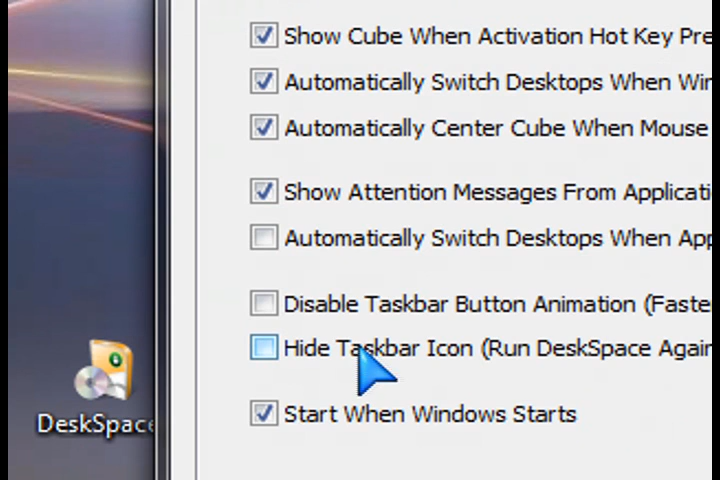 Show Cube When Activation Hot Key Pre
Automatically Switch Desktops When Win
Automatically Center Cube When Mouse
Show Attention Messages From Applicati
Automatically Switch Desktops When App
Disable Taskbar Button Animation (Faste
Hide Taskbar Icon (Run DeskSpace Again
Start When Windows Starts
DeskSpace